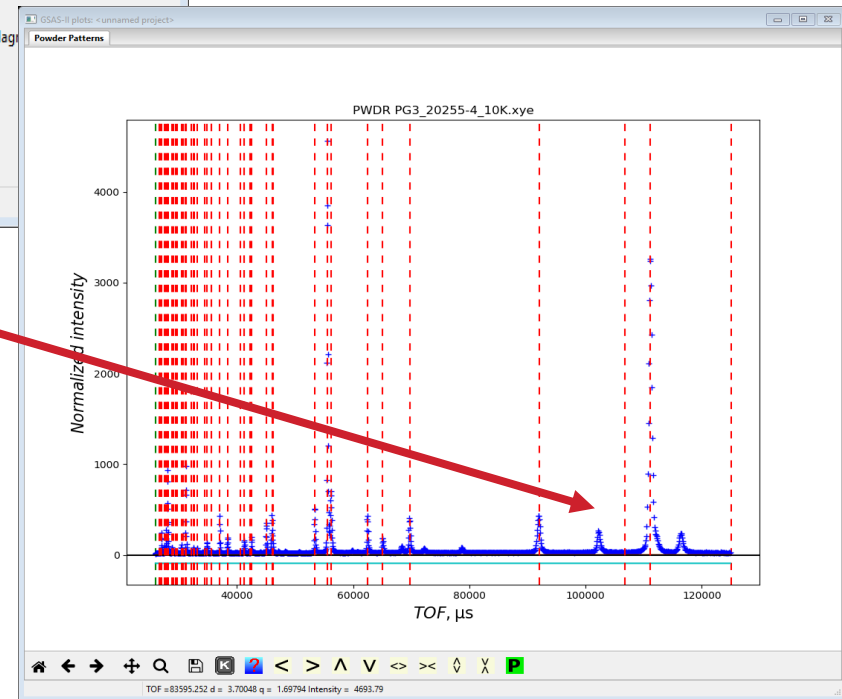 GSAS-II plots: <unnamed project>
lagr
Powder Patterns
PWDR PG3_20255-4_10K.xye
Normalized intensity
4000
3000
2000
1000
0
40000 60000 80000 100000 120000
TOF, μs
K ? < > Λ V <> >< P
TOF =83595.252 d = 3.70048 q = 1.69794 Intensity = 4693.79